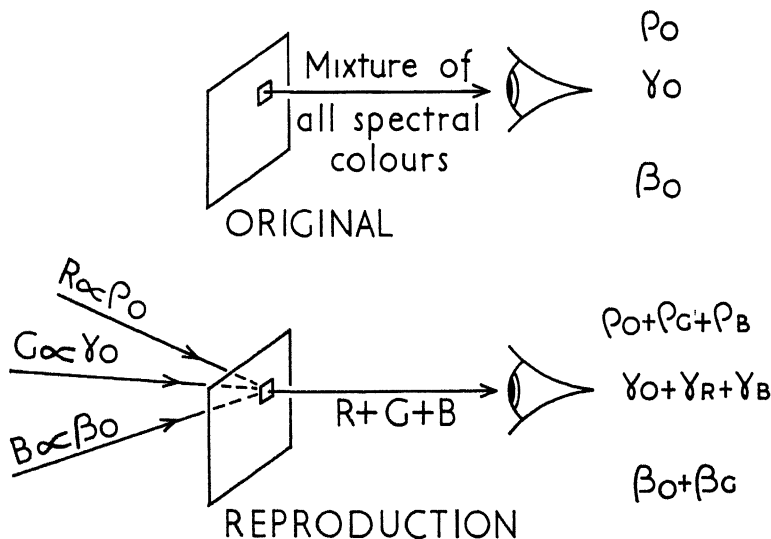 ρO
Mixture of
γO
all spectral
colours
βO
ORIGINAL
R∝ρO
G∝γO
B∝βO
ρO+ρG+ρB
R+G+B
γO+γR+γB
βO+βG
REPRODUCTION